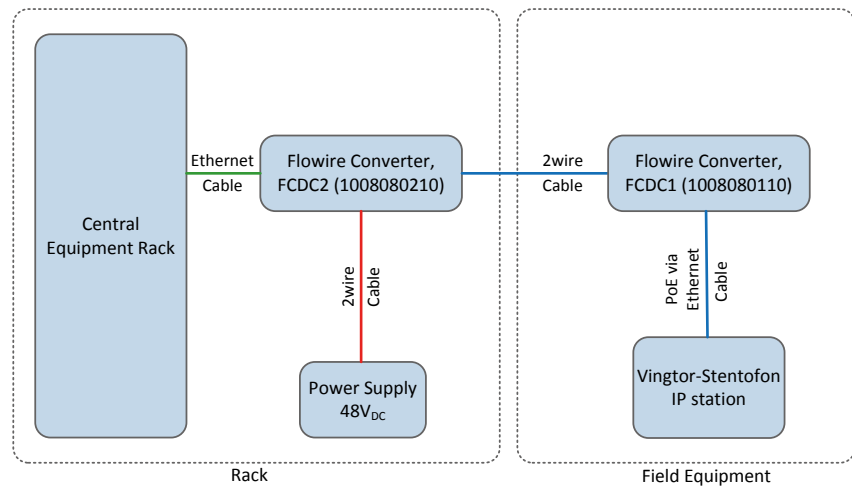 Ethernet
Cable
Flowire Converter,
FCDC2 (1008080210)
2wire
Cable
Flowire Converter,
FCDC1 (1008080110)
Central
Equipment Rack
2wire
Cable
PoE via
Ethernet
Cable
Power Supply
48VDC
Vingtor-Stentofon
IP station
Rack
Field Equipment